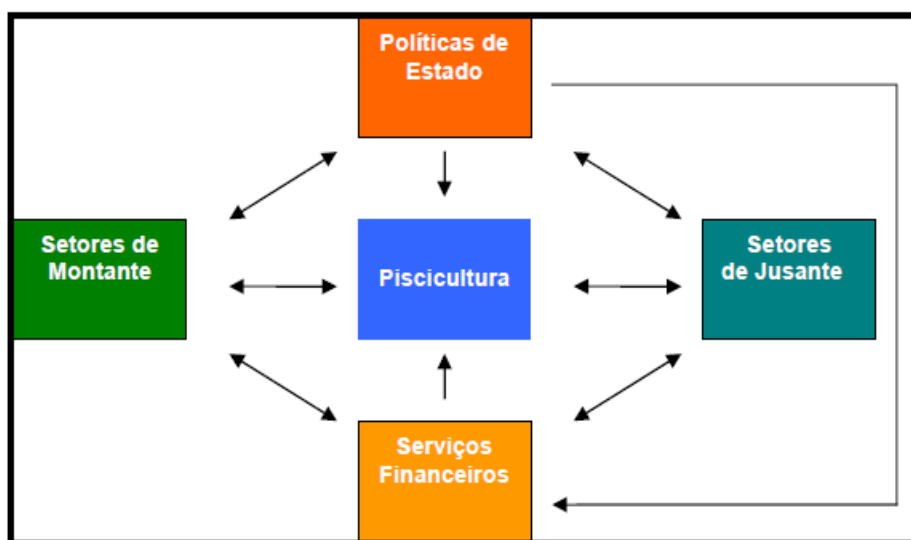 Políticas de
Estado
Setores de
Montante
Piscicultura
Setores
de Jusante
Serviços
Financeiros